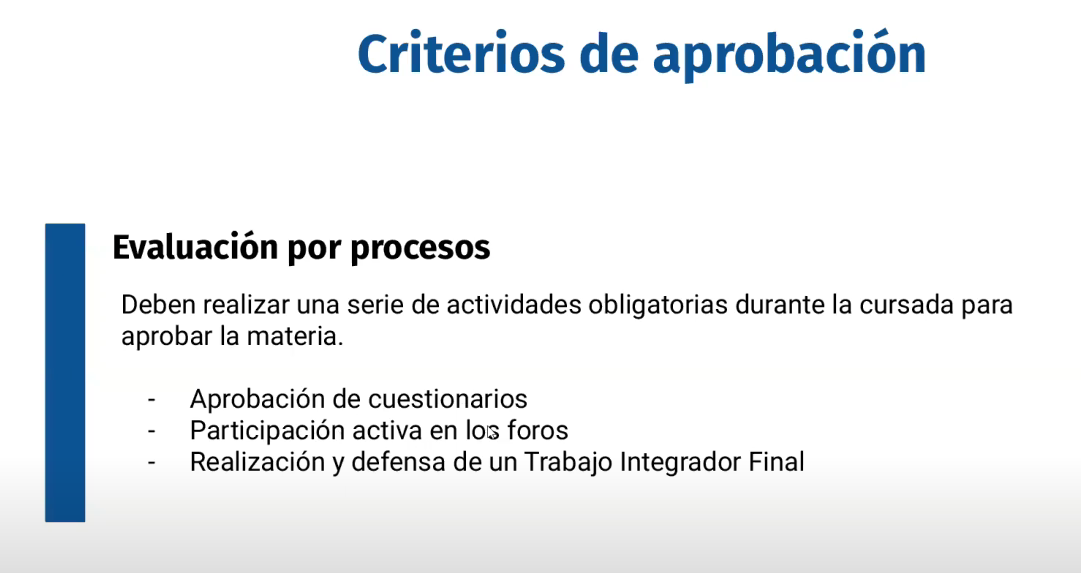 Criterios de aprobación
Evaluación por procesos
Deben realizar una serie de actividades obligatorias durante la cursada para
aprobar la materia.
- Aprobación de cuestionarios
- Participación activa en los foros
- Realización y defensa de un Trabajo Integrador Final